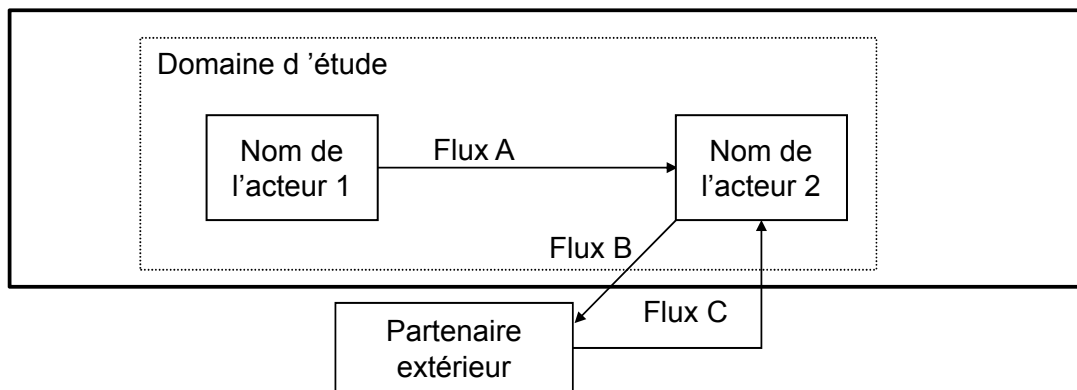 Domaine d ’étude
Nom de
l’acteur 1
Flux A
Nom de
l’acteur 2
Flux B
Flux C
Partenaire
extérieur